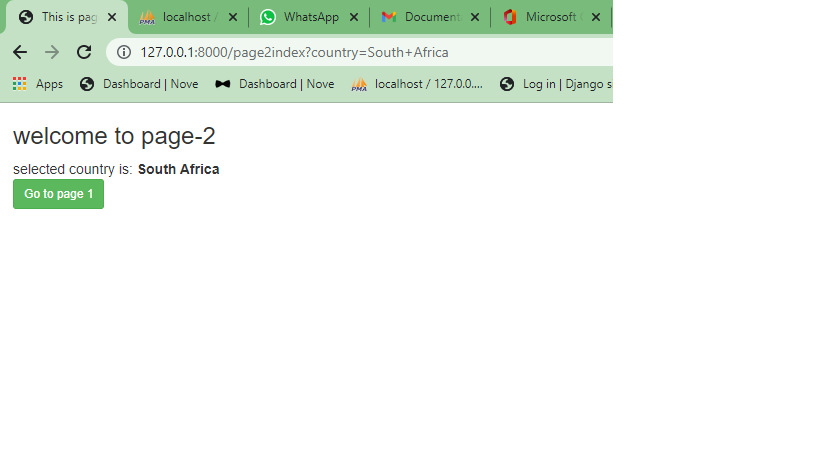 This is pag
localhost /
WhatsApp
Document
Microsoft
127.0.0.1:8000/page2index?country=South+Africa
Apps
Dashboard | Nove
Dashboard | Nove
PMA
localhost / 127.0.0....
Log in | Django s
welcome to page-2
selected country is: South Africa
Go to page 1